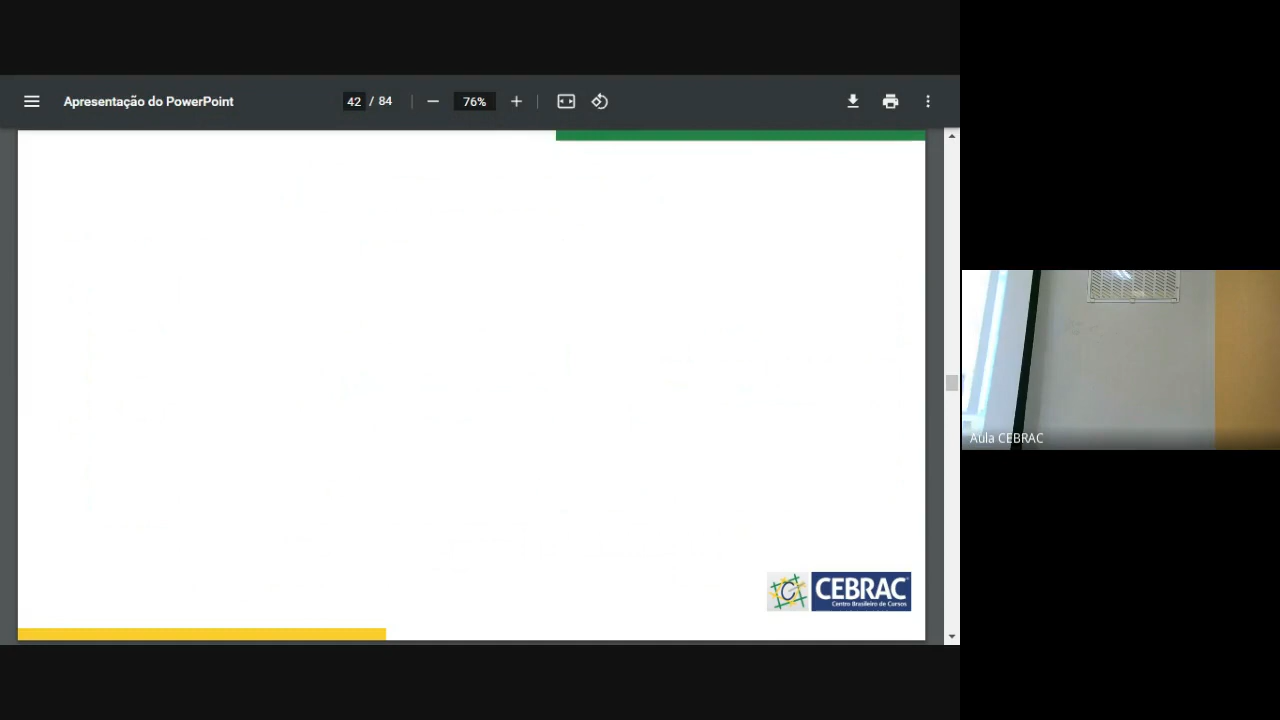 Apresentação do PowerPoint
42 / 84
76%
CEBRAC
Centro Brasileiro de Cursos
Aula CEBRAC